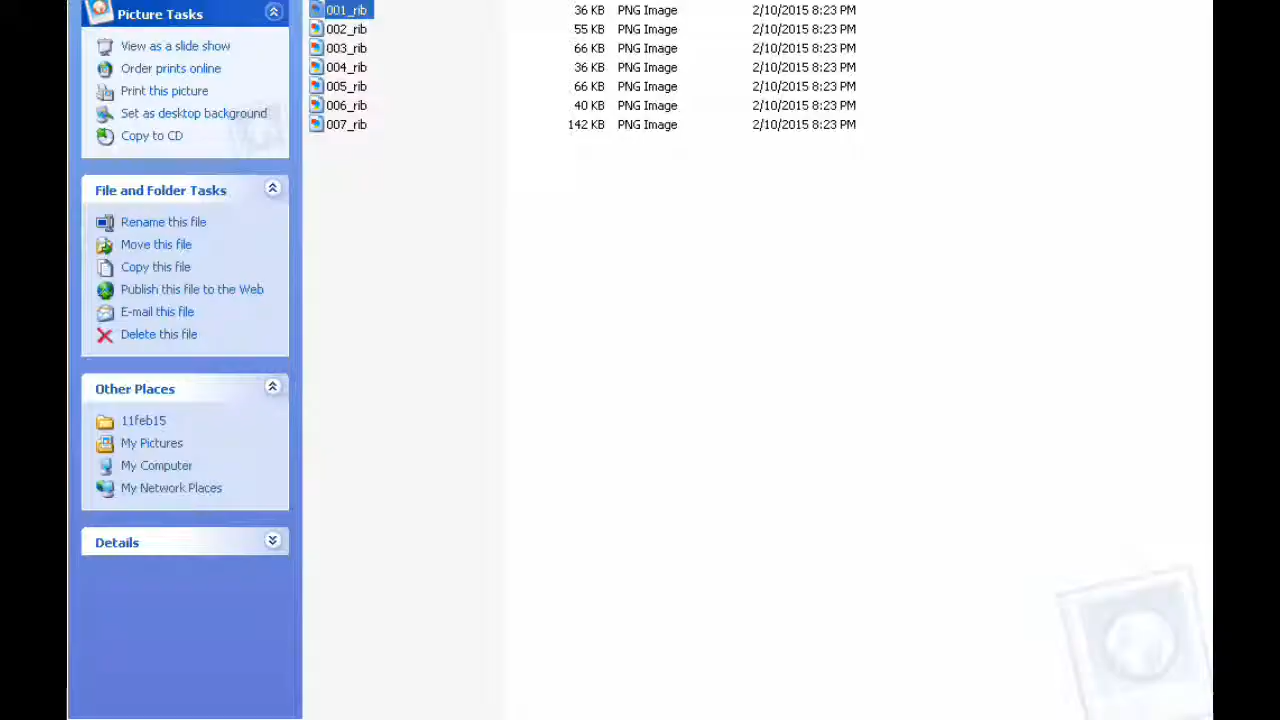 Picture Tasks
View as a slide show
Order prints online
Print this picture
Set as desktop background
Copy to CD
File and Folder Tasks
Rename this file
Move this file
Copy this file
Publish this file to the Web
E-mail this file
Delete this file
Other Places
11feb15
My Pictures
My Computer
My Network Places
Details
001_rib 36 KB PNG Image 2/10/2015 8:23 PM
002_rib 55 KB PNG Image 2/10/2015 8:23 PM
003_rib 66 KB PNG Image 2/10/2015 8:23 PM
004_rib 36 KB PNG Image 2/10/2015 8:23 PM
005_rib 66 KB PNG Image 2/10/2015 8:23 PM
006_rib 40 KB PNG Image 2/10/2015 8:23 PM
007_rib 142 KB PNG Image 2/10/2015 8:23 PM